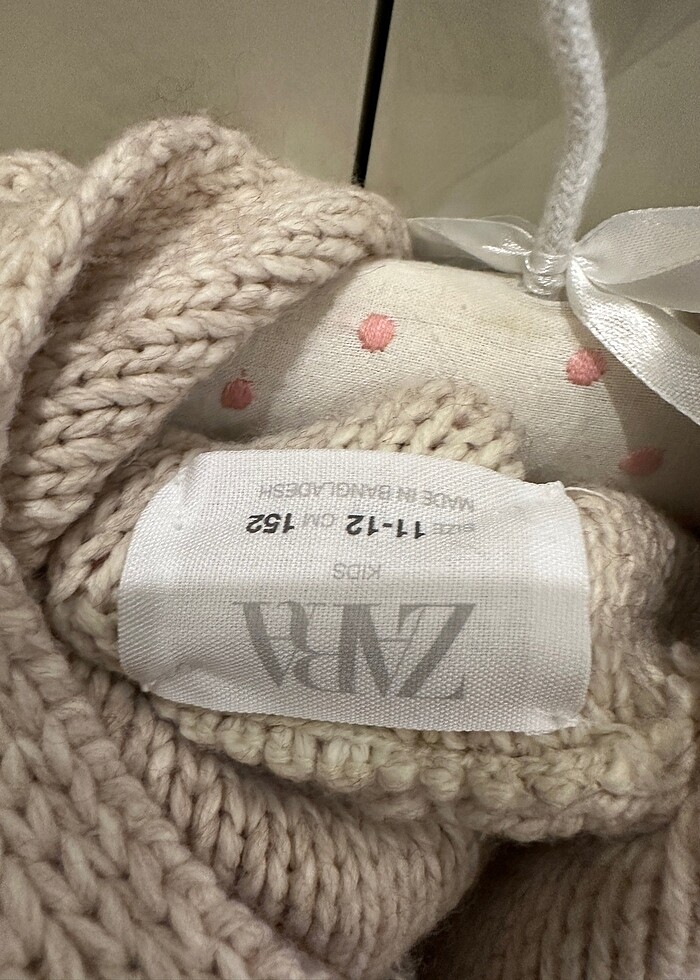 ZARA
KIDS
SIZE 11-12 CM 152
MADE IN BANGLADESH